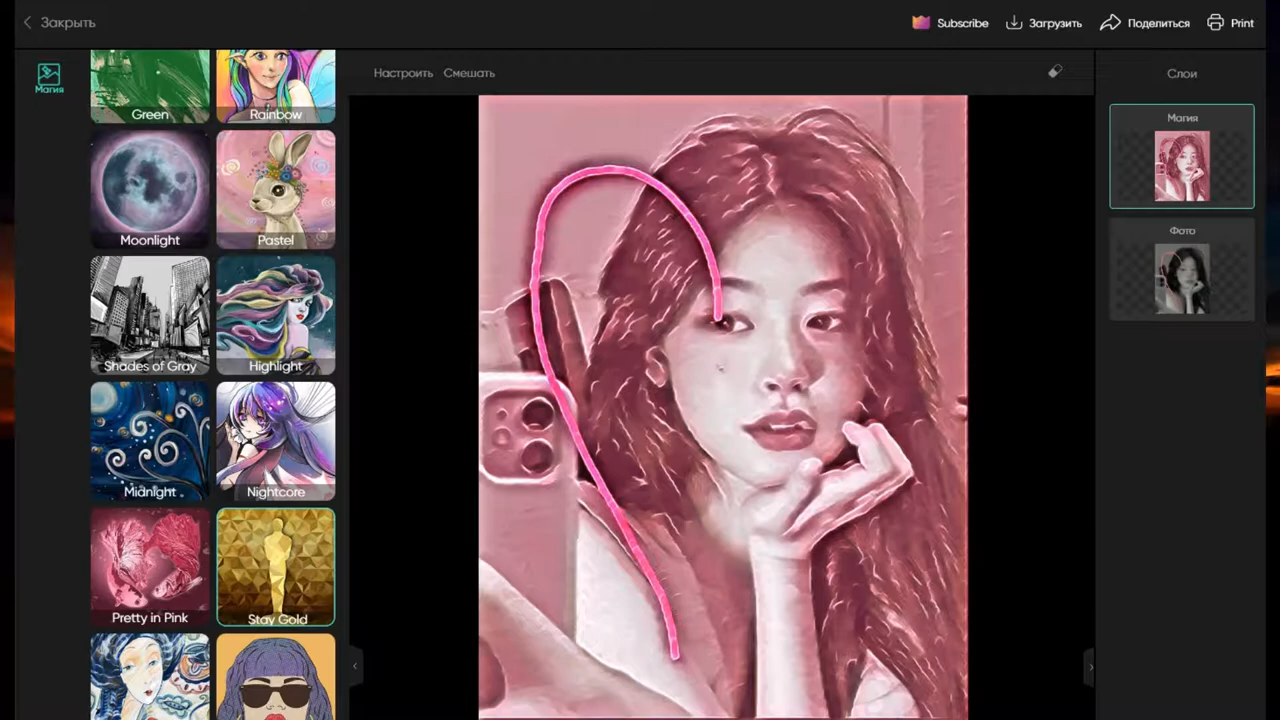 Закрыть
Subscribe
Загрузить
Поделиться
Print
Магия
Настроить
Смешать
Слои
Green
Rainbow
Moonlight
Pastel
Shades of Gray
Highlight
Midnight
Nightcore
Pretty in Pink
Stay Gold
Магия
Фото